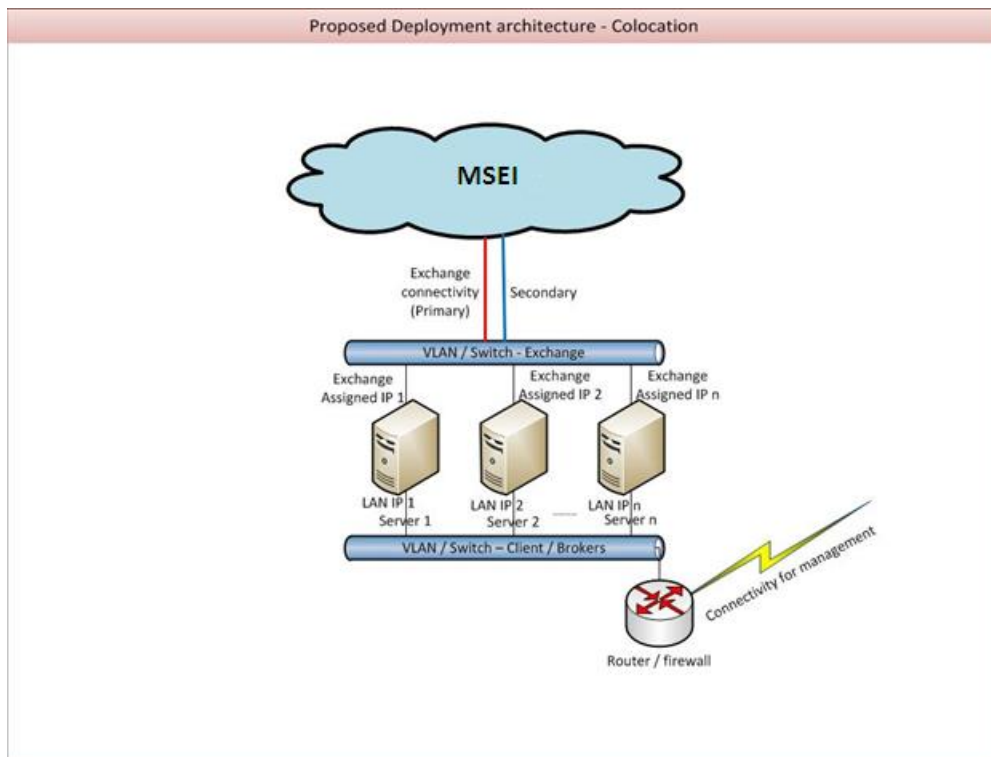 Proposed Deployment architecture - Colocation
MSEI
Exchange
connectivity
(Primary)
Secondary
VLAN / Switch - Exchange
Exchange
Assigned IP 1
Exchange
Assigned IP 2
Exchange
Assigned IP n
LAN IP 1
Server 1
LAN IP 2
Server 2
LAN IP n
Server n
VLAN / Switch – Client / Brokers
Connectivity for management
Router / firewall